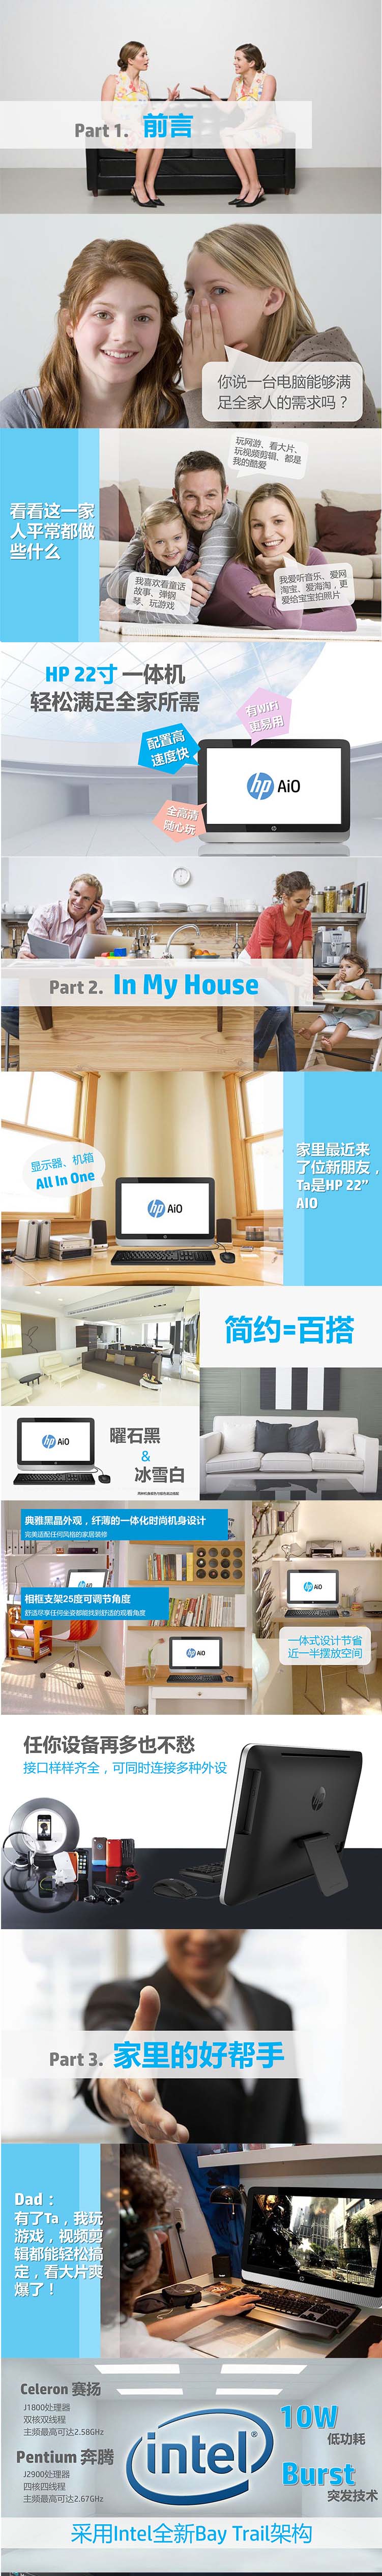 Part 1. 前言
你说一台电脑能够满
足全家人的需求吗？
看看这一家
人平常都做
些什么
玩网游、看大片、
玩视频剪辑、都是
我的酷爱
我喜欢看童话
故事、弹钢
琴、玩游戏
我爱听音乐、爱网
淘宝、爱海淘，更
爱给宝宝拍照片
HP 22寸 一体机
轻松满足全家所需
有WiFi
更易用
配置高
速度快
全高清
随心玩
hp AiO
Part 2. In My House
显示器、机箱
All In One
hp AiO
家里最近来
了位新朋友，
Ta是HP 22”
AIO
简约=百搭
hp AiO
曜石黑
&
冰雪白
典雅黑晶外观，纤薄的一体化时尚机身设计
完美适配任何风格的家居装修
相框支架25度可调节角度
舒适尽享任何坐姿都能找到舒适的观看角度
AiO
AiO
一体式设计节省
近一半摆放空间
任你设备再多也不愁
接口样样齐全，可同时连接多种外设
Part 3. 家里的好帮手
Dad：
有了Ta，我玩
游戏，视频剪
辑都能轻松搞
定，看大片爽
爆了！
Celeron 赛扬
J1800处理器
双核双线程
主频最高可达2.58GHz
Pentium 奔腾
J2900处理器
四核四线程
主频最高可达2.67GHz
intel
10W
低功耗
Burst
突发技术
采用Intel全新Bay Trail架构